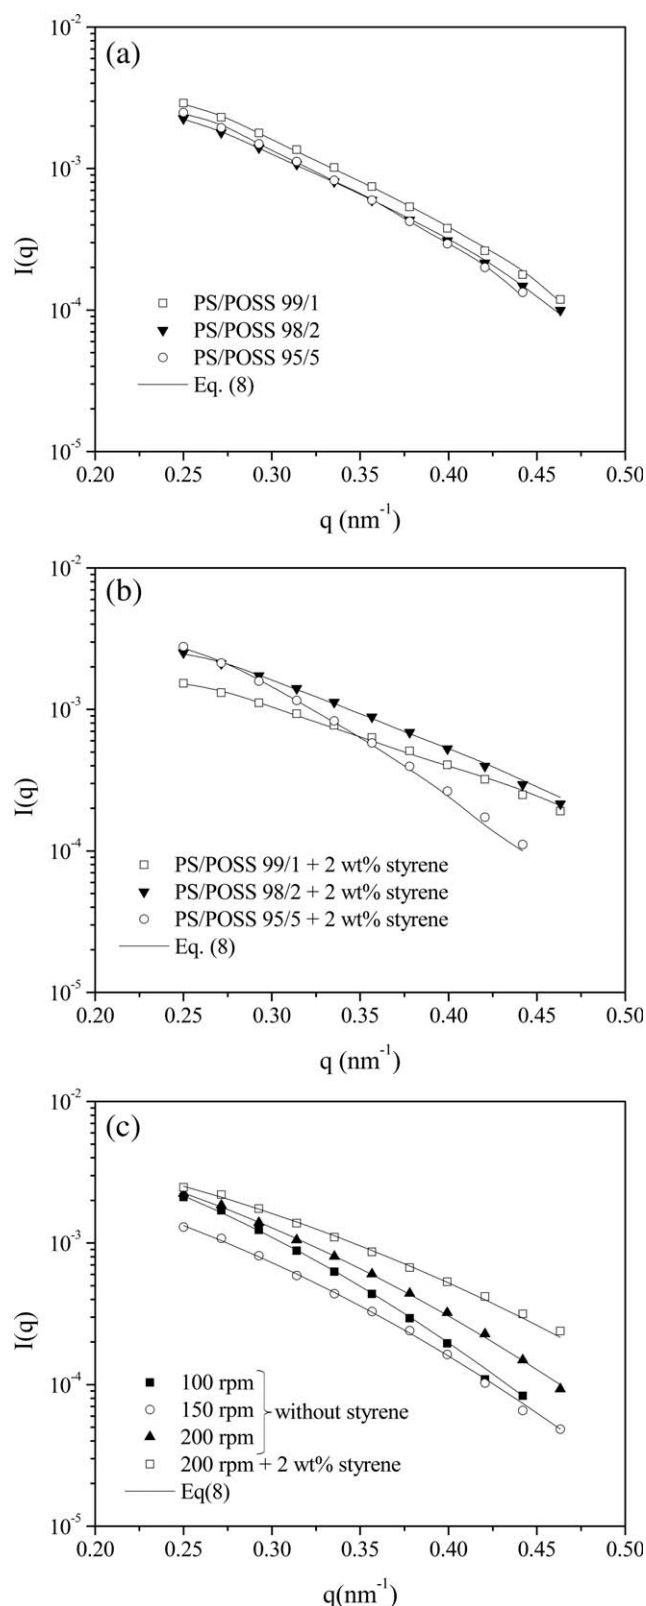 (a)
10⁻²
10⁻³
10⁻⁴
10⁻⁵
I(q)
PS/POSS 99/1
PS/POSS 98/2
PS/POSS 95/5
Eq. (8)
0.20 0.25 0.30 0.35 0.40 0.45 0.50
q (nm⁻¹)
(b)
10⁻²
10⁻³
10⁻⁴
10⁻⁵
I(q)
PS/POSS 99/1 + 2 wt% styrene
PS/POSS 98/2 + 2 wt% styrene
PS/POSS 95/5 + 2 wt% styrene
Eq. (8)
0.20 0.25 0.30 0.35 0.40 0.45 0.50
q (nm⁻¹)
(c)
10⁻²
10⁻³
10⁻⁴
10⁻⁵
I(q)
100 rpm
150 rpm without styrene
200 rpm
200 rpm + 2 wt% styrene
Eq(8)
0.20 0.25 0.30 0.35 0.40 0.45 0.50
q(nm⁻¹)